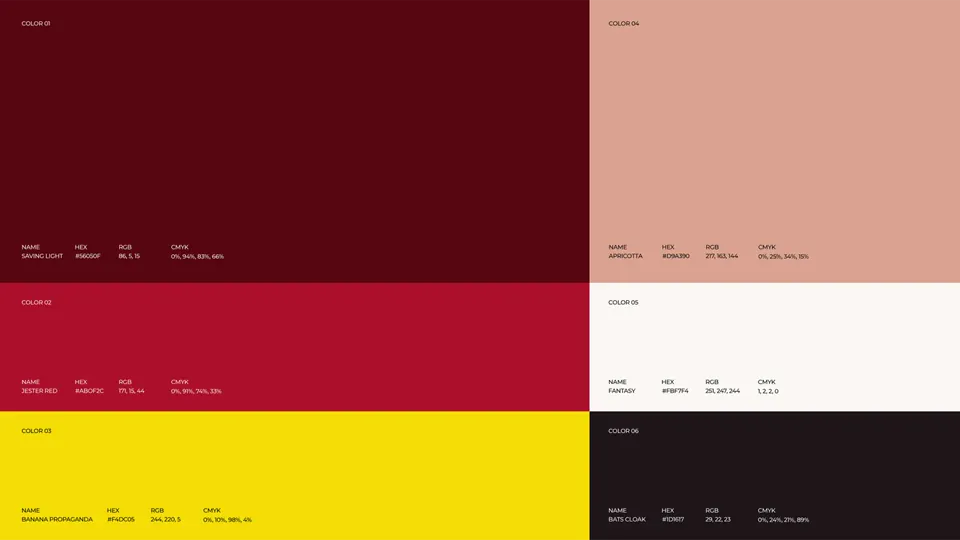 COLOR 01
NAME HEX RGB CMYK
SAVING LIGHT #56050F 86, 5, 15 0%, 94%, 83%, 66%
COLOR 04
NAME HEX RGB CMYK
APRICOTTA #D9A390 217, 163, 144 0%, 25%, 34%, 15%
COLOR 02
NAME HEX RGB CMYK
JESTER RED #AB0F2C 171, 15, 44 0%, 91%, 74%, 33%
COLOR 05
NAME HEX RGB CMYK
FANTASY #FBF7F4 251, 247, 244 1, 2, 2, 0
COLOR 03
NAME HEX RGB CMYK
BANANA PROPAGANDA #F4DC05 244, 220, 5 0%, 10%, 98%, 4%
COLOR 06
NAME HEX RGB CMYK
BATS CLOAK #1D1617 29, 22, 23 0%, 24%, 21%, 89%